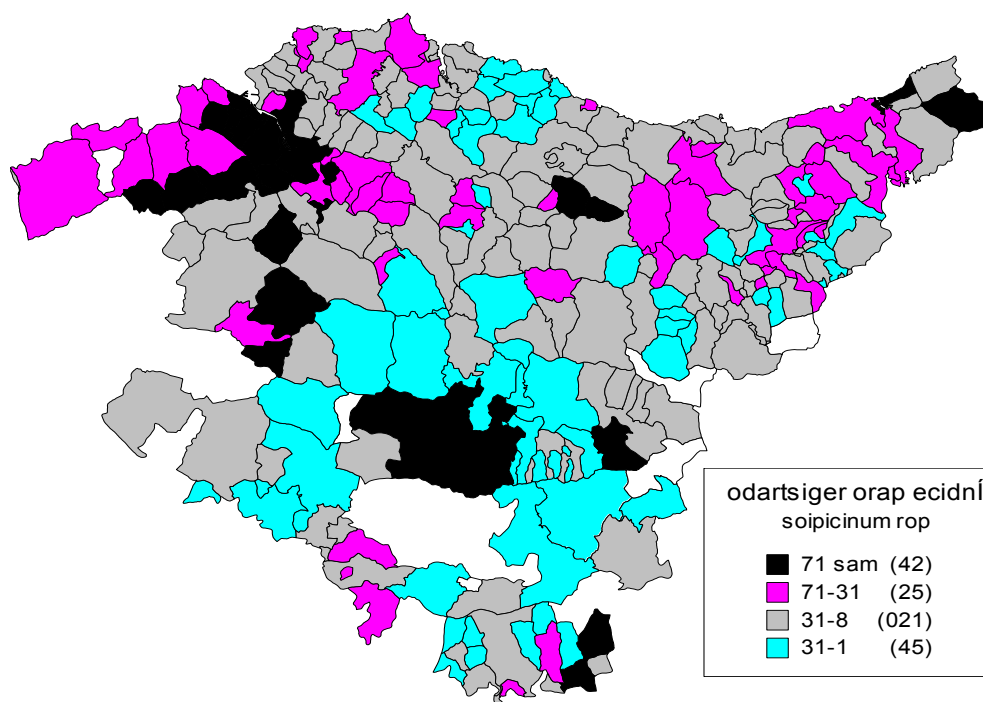 odartsiger orap ecidní
soipicinum rop
71 sam (42)
71-31 (25)
31-8 (021)
31-1 (45)